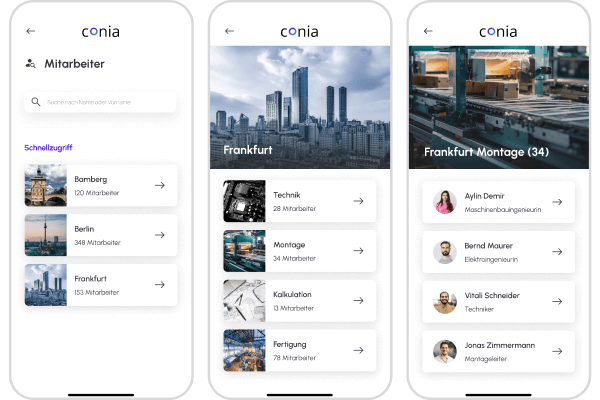 conia
Mitarbeiter
Suche nach Name oder Vorname
Schnellzugriff
Bamberg
120 Mitarbeiter
Berlin
348 Mitarbeiter
Frankfurt
153 Mitarbeiter
conia
Frankfurt
Technik
28 Mitarbeiter
Montage
34 Mitarbeiter
Kalkulation
13 Mitarbeiter
Fertigung
78 Mitarbeiter
conia
Frankfurt Montage (34)
Aylin Demir
Maschinenbauingenieurin
Bernd Maurer
Elektroingenieurin
Vitali Schneider
Techniker
Jonas Zimmermann
Montageleiter